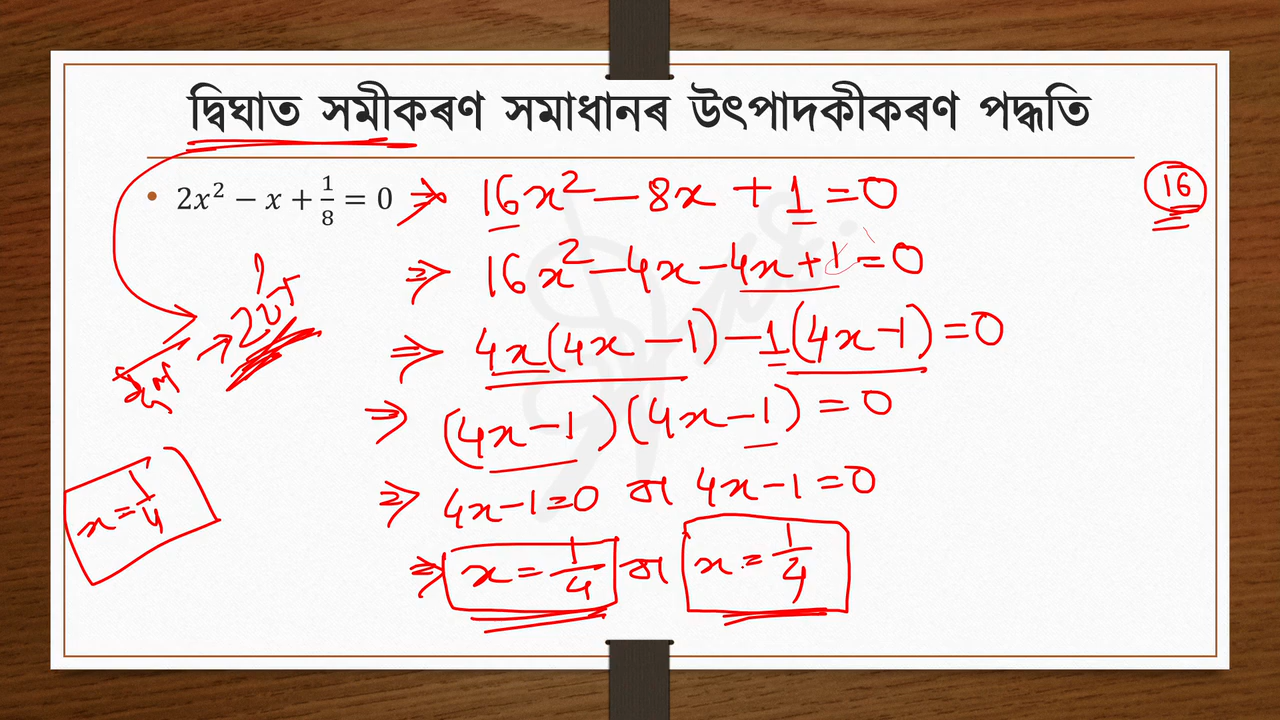 দ্বিঘাত সমীকৰণ সমাধানৰ উৎপাদকীকৰণ পদ্ধতি
• 2x² − x + 1/8 = 0 ⇒ 16x² − 8x + 1 = 0
16
⇒ 16x² − 4x − 4x + 1 = 0
⇒ 4x(4x − 1) − 1(4x − 1) = 0
মূল →
⇒ (4x − 1)(4x − 1) = 0
⇒ 4x − 1 = 0 বা 4x − 1 = 0
x = 1/4
⇒ x = 1/4 বা x = 1/4